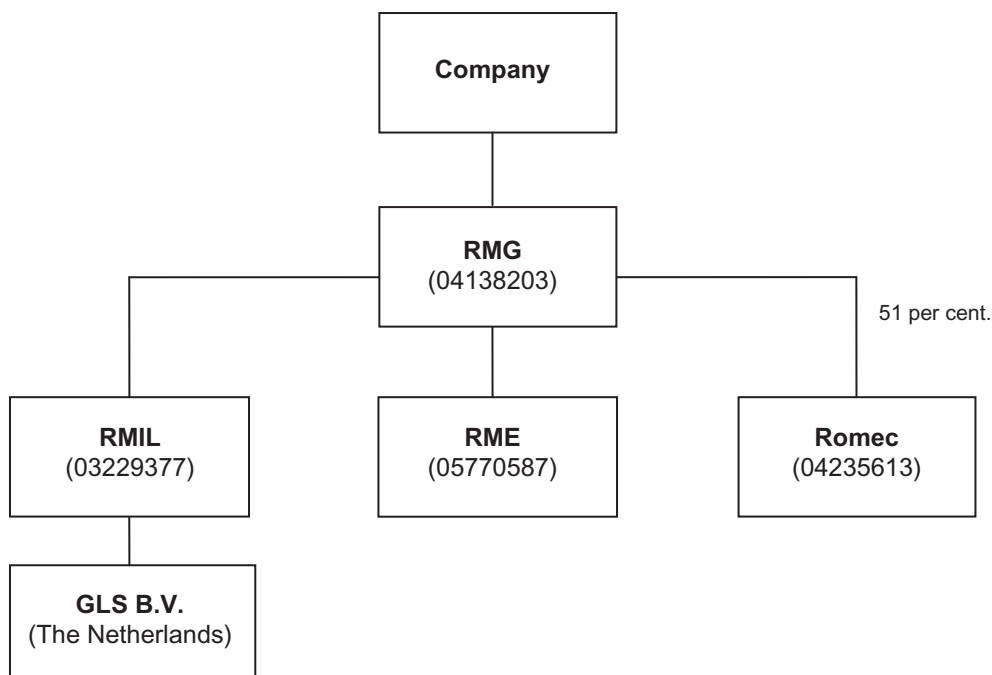 Company
RMG
(04138203)
51 per cent.
RMIL
(03229377)
RME
(05770587)
Romec
(04235613)
GLS B.V.
(The Netherlands)